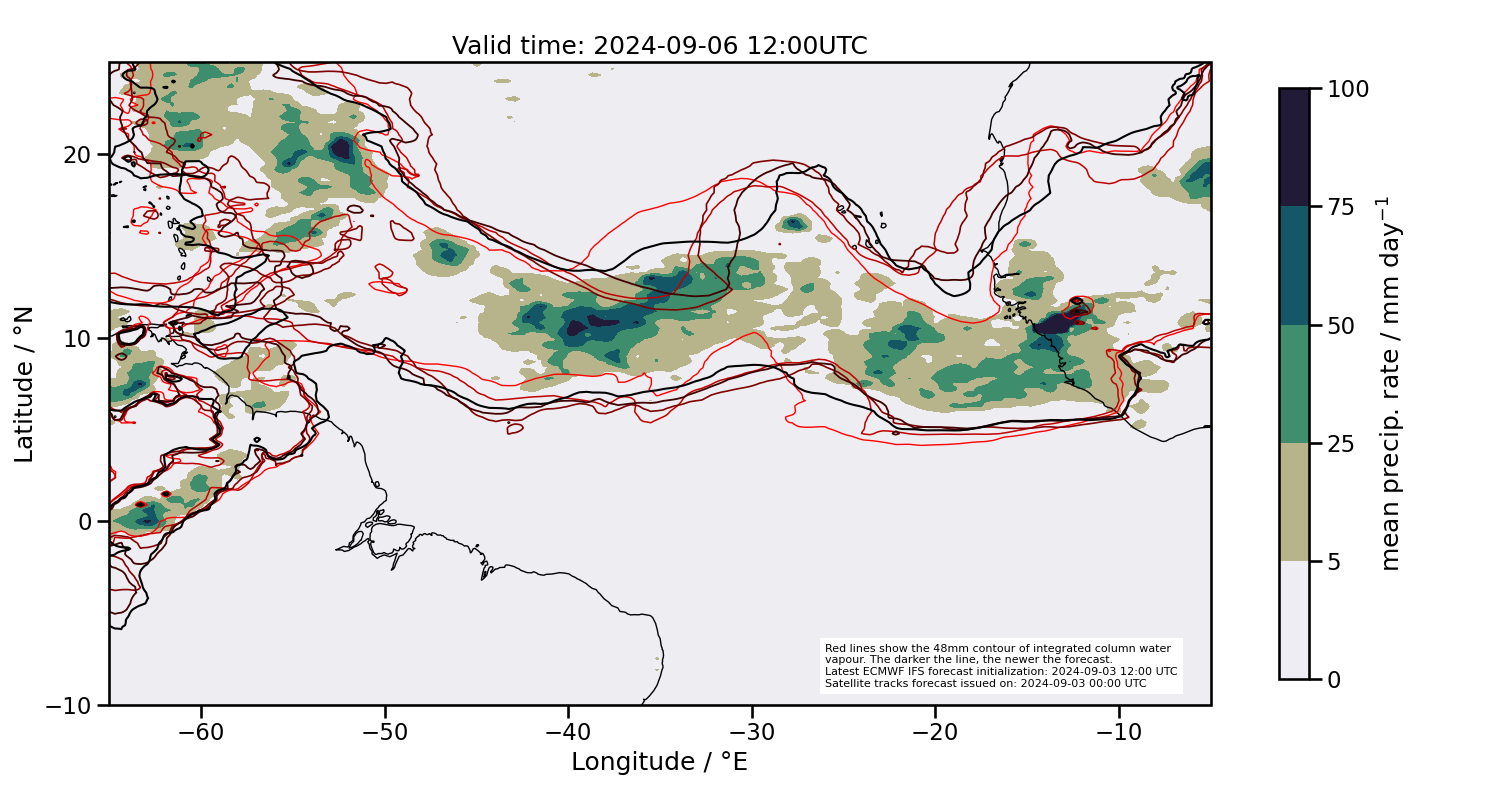 Valid time: 2024-09-06 12:00UTC
20
10
0
−10
Latitude / °N
−60
−50
−40
−30
−20
−10
Longitude / °E
Red lines show the 48mm contour of integrated column water
vapour. The darker the line, the newer the forecast.
Latest ECMWF IFS forecast initialization: 2024-09-03 12:00 UTC
Satellite tracks forecast issued on: 2024-09-03 00:00 UTC
100
75
50
25
5
0
mean precip. rate / mm day⁻¹